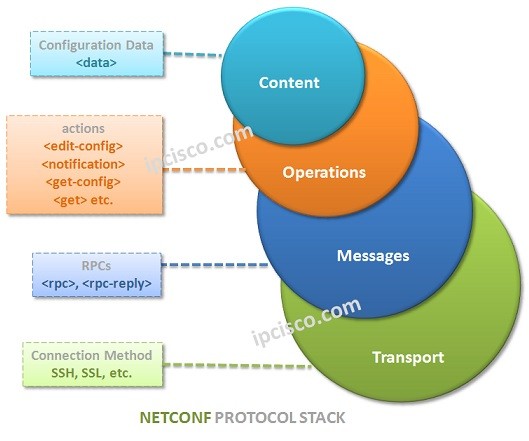 Configuration Data
<data>
Content
actions
<edit-config>
<notification>
<get-config>
<get> etc.
ipcisco.com
Operations
RPCs
<rpc>, <rpc-reply>
Messages
ipcisco.com
Connection Method
SSH, SSL, etc.
Transport
NETCONF PROTOCOL STACK